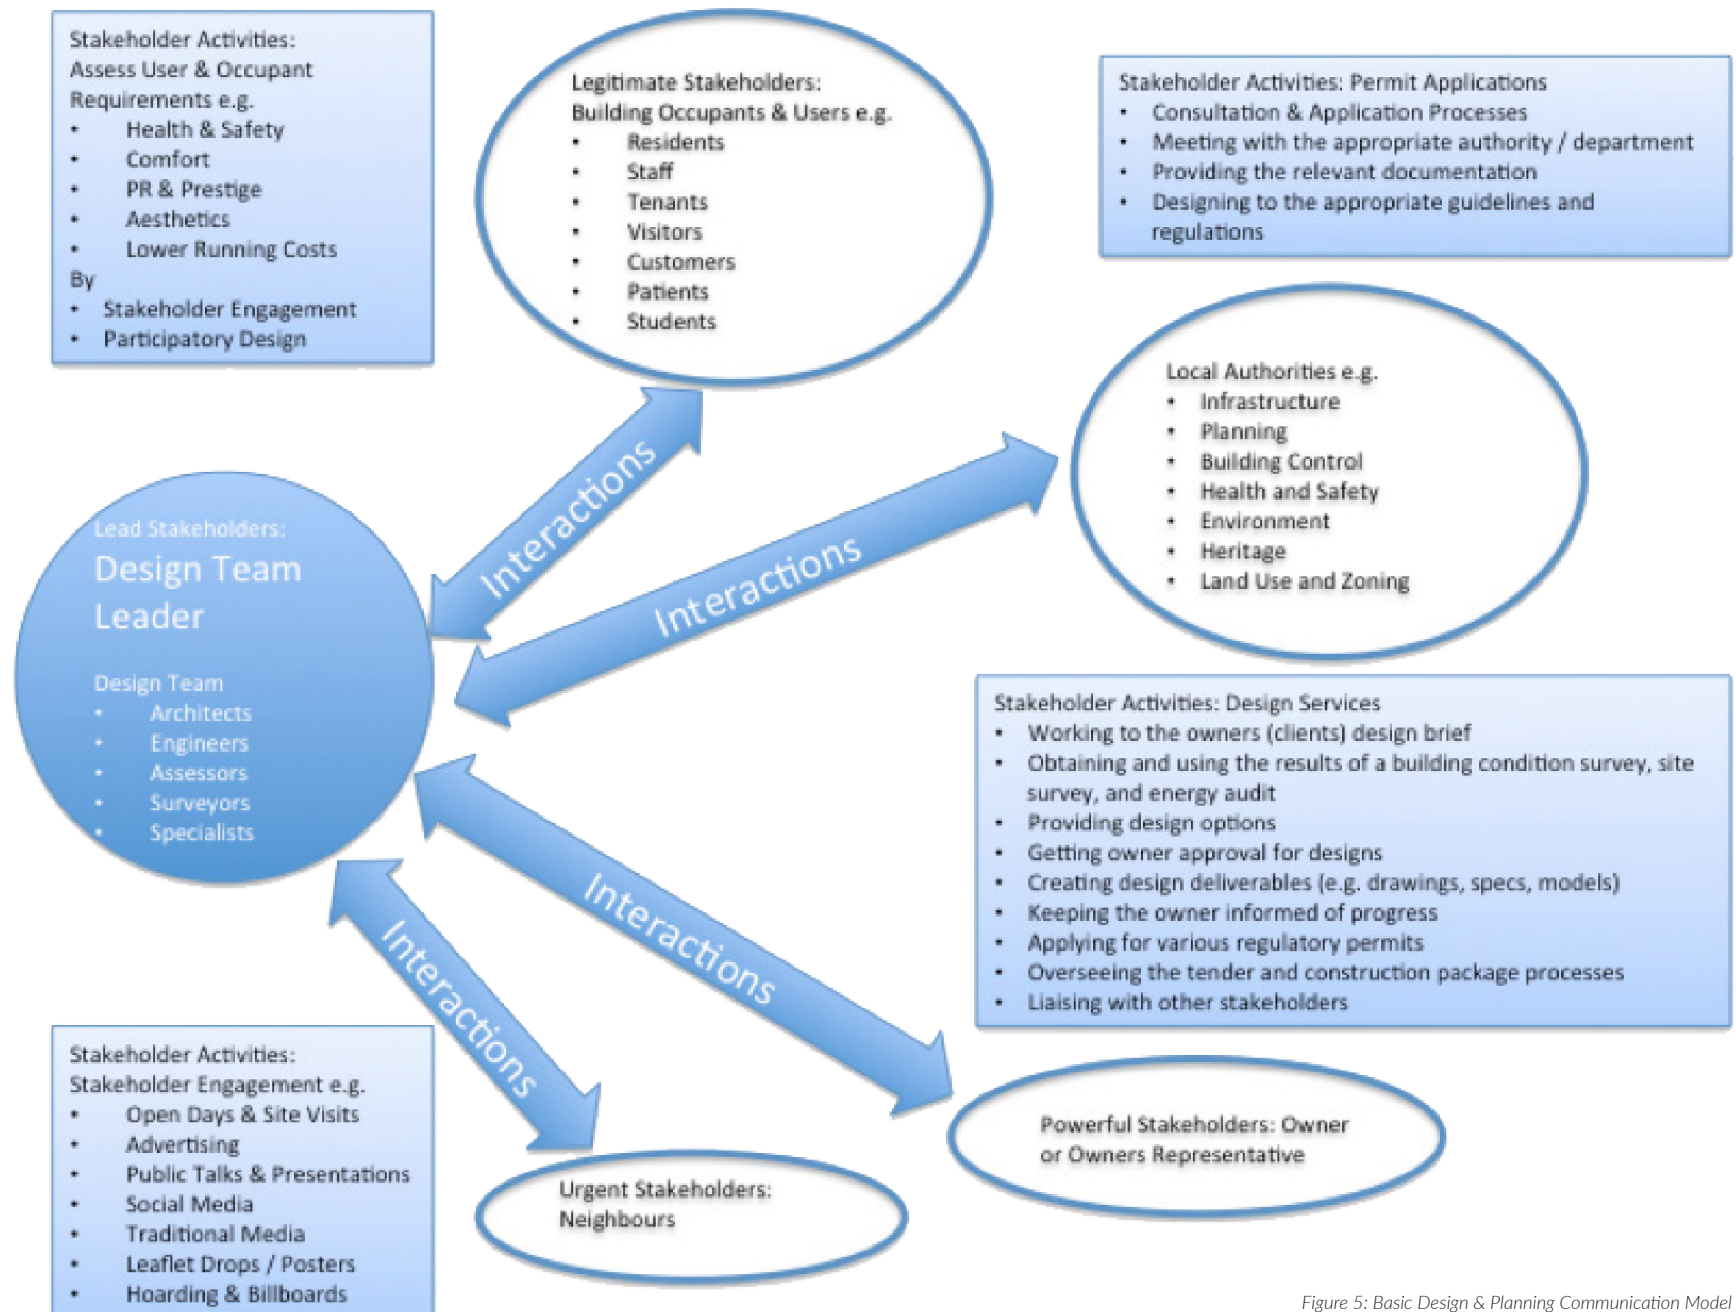 Stakeholder Activities:
Assess User & Occupant
Requirements e.g.
• Health & Safety
• Comfort
• PR & Prestige
• Aesthetics
• Lower Running Costs
By
• Stakeholder Engagement
• Participatory Design
Legitimate Stakeholders:
Building Occupants & Users e.g.
• Residents
• Staff
• Tenants
• Visitors
• Customers
• Patients
• Students
Stakeholder Activities: Permit Applications
• Consultation & Application Processes
• Meeting with the appropriate authority / department
• Providing the relevant documentation
• Designing to the appropriate guidelines and
regulations
Local Authorities e.g.
• Infrastructure
• Planning
• Building Control
• Health and Safety
• Environment
• Heritage
• Land Use and Zoning
Interactions
Interactions
Lead Stakeholders:
Design Team
Leader
Design Team
• Architects
• Engineers
• Assessors
• Surveyors
• Specialists
Interactions
Interactions
Stakeholder Activities: Design Services
• Working to the owners (clients) design brief
• Obtaining and using the results of a building condition survey, site
survey, and energy audit
• Providing design options
• Getting owner approval for designs
• Creating design deliverables (e.g. drawings, specs, models)
• Keeping the owner informed of progress
• Applying for various regulatory permits
• Overseeing the tender and construction package processes
• Liaising with other stakeholders
Stakeholder Activities:
Stakeholder Engagement e.g.
• Open Days & Site Visits
• Advertising
• Public Talks & Presentations
• Social Media
• Traditional Media
• Leaflet Drops / Posters
• Hoarding & Billboards
Urgent Stakeholders:
Neighbours
Powerful Stakeholders: Owner
or Owners Representative
Figure 5: Basic Design & Planning Communication Model